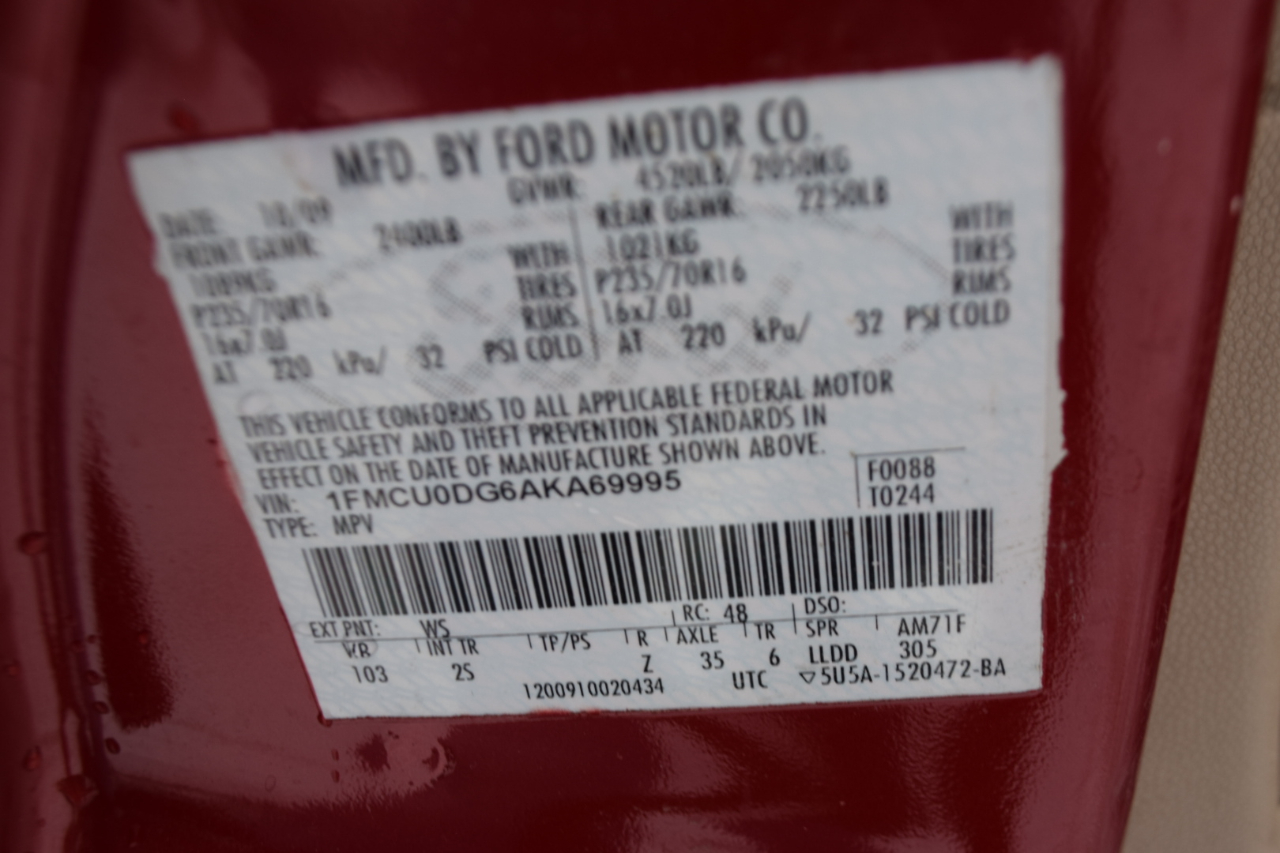 MFD. BY FORD MOTOR CO.
DATE: 10/09 GVWR: 4520LB/ 2050KG
FRONT GAWR: 2400LB REAR GAWR: 2250LB
1089KG WITH 1021KG WITH
P235/70R16 TIRES P235/70R16 TIRES
16x7.0J RIMS 16x7.0J RIMS
AT 220 kPa/ 32 PSI COLD AT 220 kPa/ 32 PSI COLD
THIS VEHICLE CONFORMS TO ALL APPLICABLE FEDERAL MOTOR
VEHICLE SAFETY AND THEFT PREVENTION STANDARDS IN
EFFECT ON THE DATE OF MANUFACTURE SHOWN ABOVE.
VIN: 1FMCU0DG6AKA69995 F0088
TYPE: MPV T0244
EXT PNT: WS RC: 48 DSO:
WB INT TR TP/PS R AXLE TR SPR AM71F
103 2S Z 35 6 LLDD 305
1200910020434 UTC ▽5U5A-1520472-BA